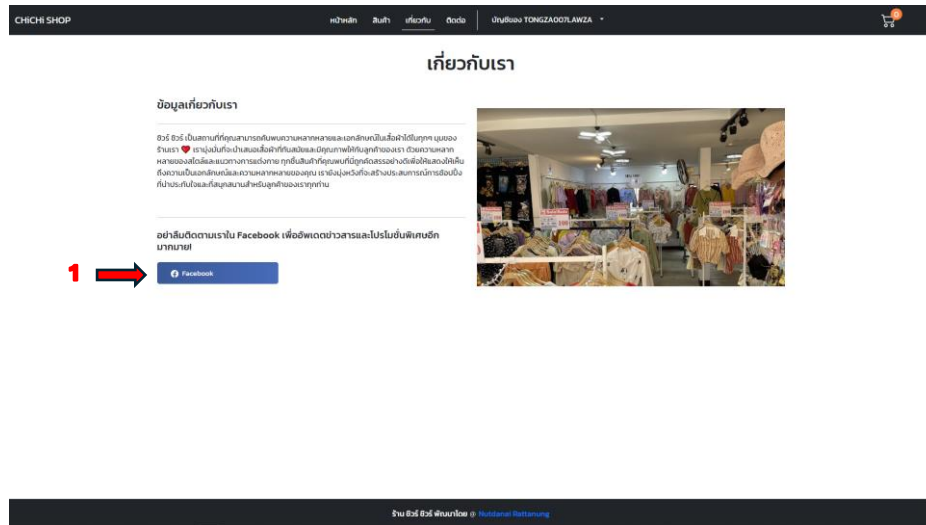 CHiCHi SHOP
หน้าหลัก สินค้า เกี่ยวกับ ติดต่อ บัญชีของ TONGZA007LAWZA
0
เกี่ยวกับเรา
ข้อมูลเกี่ยวกับเรา
ชิวร์ ชิวร์ เป็นสถานที่ที่คุณสามารถค้นพบความหลากหลายและเอกลักษณ์ในเสื้อผ้าได้ในทุกๆ มุมของ
ร้านเรา ❤️ เรามุ่งมั่นที่จะนำเสนอเสื้อผ้าที่ทันสมัยและมีคุณภาพให้กับลูกค้าของเรา ด้วยความหลาก
หลายของสไตล์และแนวทางการแต่งกาย ทุกชิ้นสินค้าที่คุณพบที่นี่ถูกคัดสรรอย่างดีเพื่อให้แสดงให้เห็น
ถึงความเป็นเอกลักษณ์และความหลากหลายของคุณ เรายังมุ่งหวังที่จะสร้างประสบการณ์การช้อปปิ้ง
ที่น่าประทับใจและที่สนุกสนานสำหรับลูกค้าของเราทุกท่าน
อย่าลืมติดตามเราใน Facebook เพื่ออัพเดตข่าวสารและโปรโมชั่นพิเศษอีก
มากมาย!
1
Facebook
ร้าน ชิวร์ ชิวร์ พัฒนาโดย @ Nutdanai Rattanung